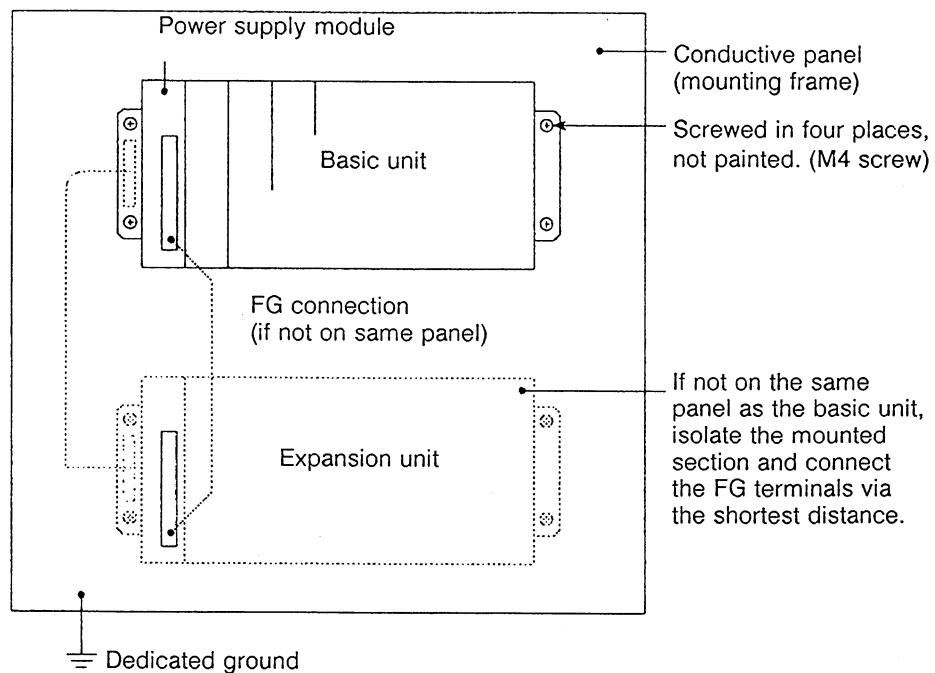 Power supply module
Conductive panel
(mounting frame)
Screwed in four places,
not painted. (M4 screw)
Basic unit
FG connection
(if not on same panel)
If not on the same
panel as the basic unit,
isolate the mounted
section and connect
the FG terminals via
the shortest distance.
Expansion unit
Dedicated ground